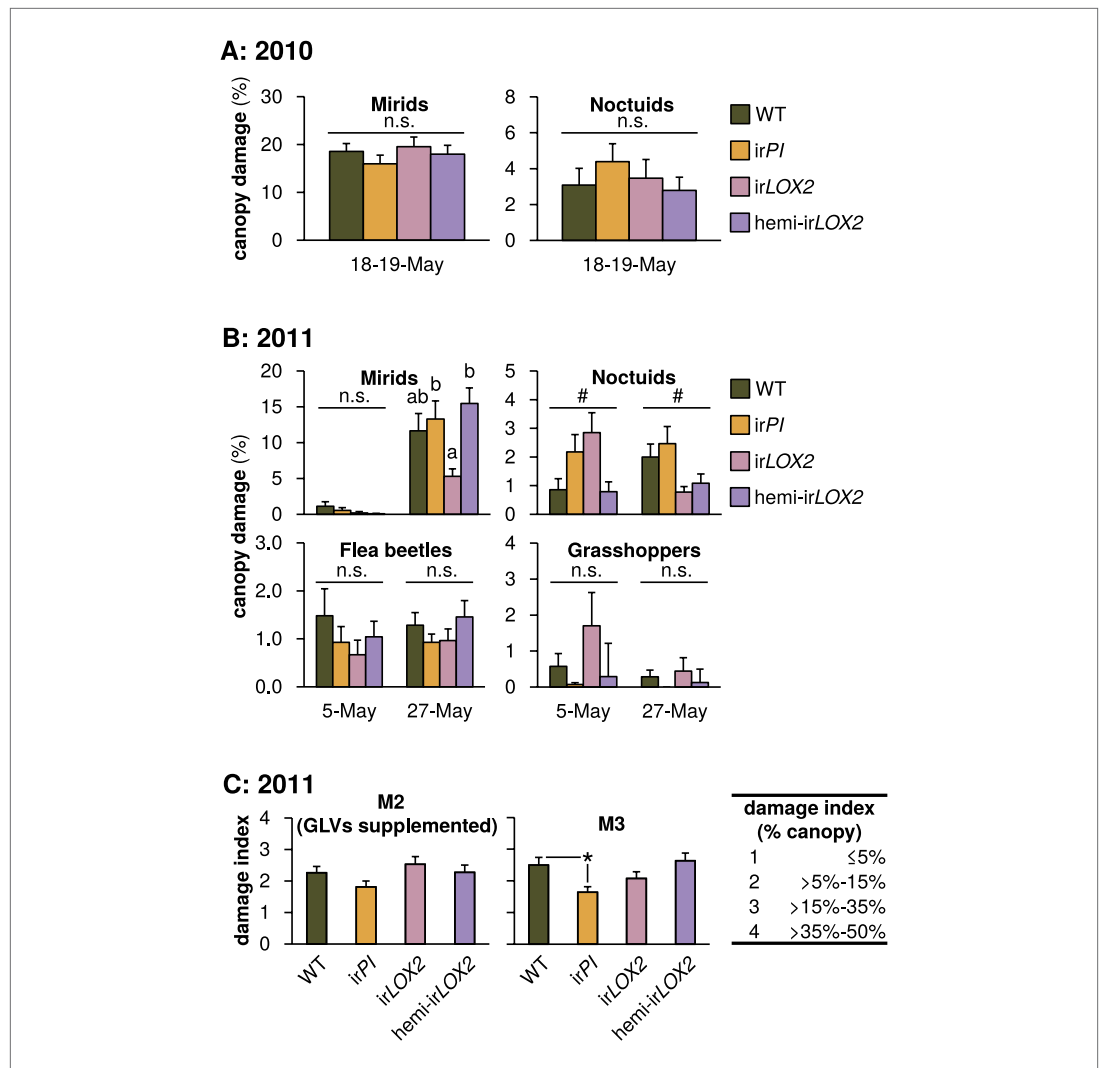 A: 2010
canopy damage (%)
30
20
10
0
Mirids
n.s.
18-19-May
8
6
4
2
0
Noctuids
n.s.
18-19-May
WT
irPI
irLOX2
hemi-irLOX2
B: 2011
canopy damage (%)
20
15
10
5
0
Mirids
n.s.
ab
b
a
b
5
4
3
2
1
0
Noctuids
#
#
WT
irPI
irLOX2
hemi-irLOX2
3.0
2.0
1.0
0.0
Flea beetles
n.s.
n.s.
5-May
27-May
4
3
2
1
0
Grasshoppers
n.s.
n.s.
5-May
27-May
C: 2011
damage index
4
3
2
1
0
M2
(GLVs supplemented)
WT
irPI
irLOX2
hemi-irLOX2
M3
*
WT
irPI
irLOX2
hemi-irLOX2
damage index
(% canopy)
1 ≤5%
2 >5%-15%
3 >15%-35%
4 >35%-50%